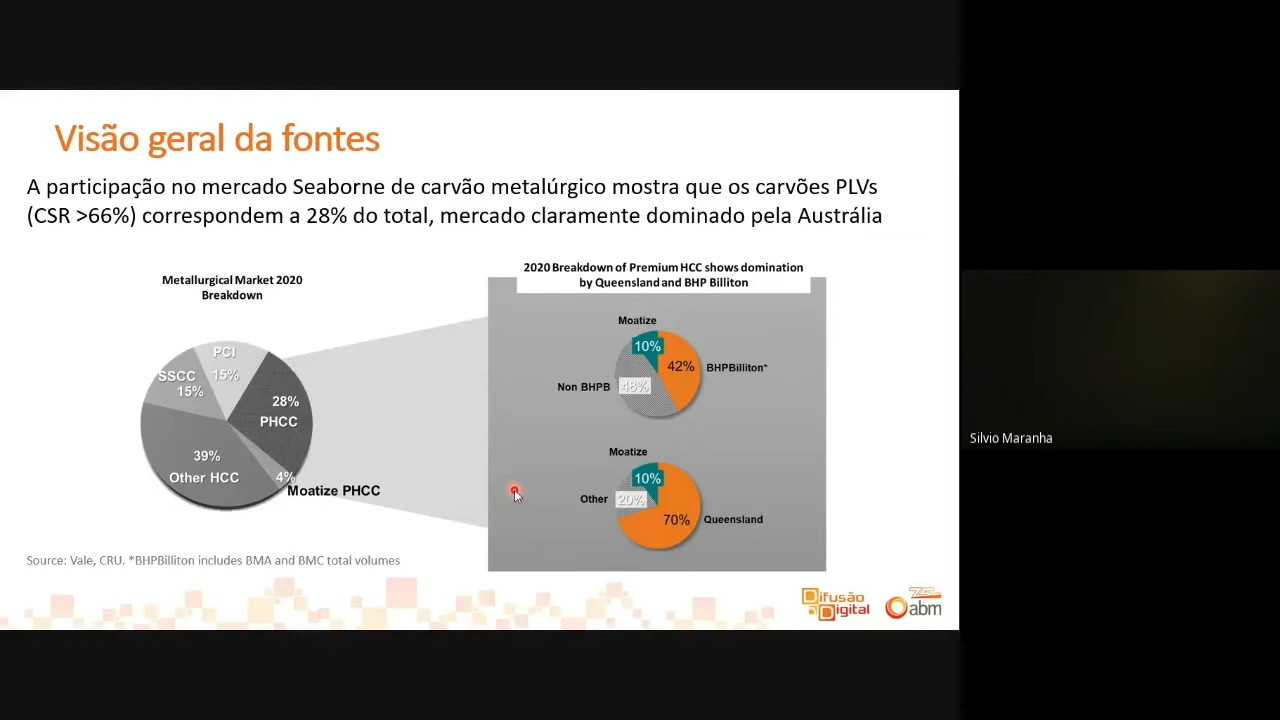 Visão geral da fontes
A participação no mercado Seaborne de carvão metalúrgico mostra que os carvões PLVs
(CSR >66%) correspondem a 28% do total, mercado claramente dominado pela Austrália
Metallurgical Market 2020
Breakdown
PCI
15%
SSCC
15%
28%
PHCC
39%
Other HCC
4%
Moatize PHCC
2020 Breakdown of Premium HCC shows domination
by Queensland and BHP Billiton
Moatize
10%
42%
BHPBilliton*
Non BHPB
48%
Moatize
10%
Other
20%
70%
Queensland
Source: Vale, CRU. *BHPBilliton includes BMA and BMC total volumes
Difusão
Digital
abm
Silvio Maranha